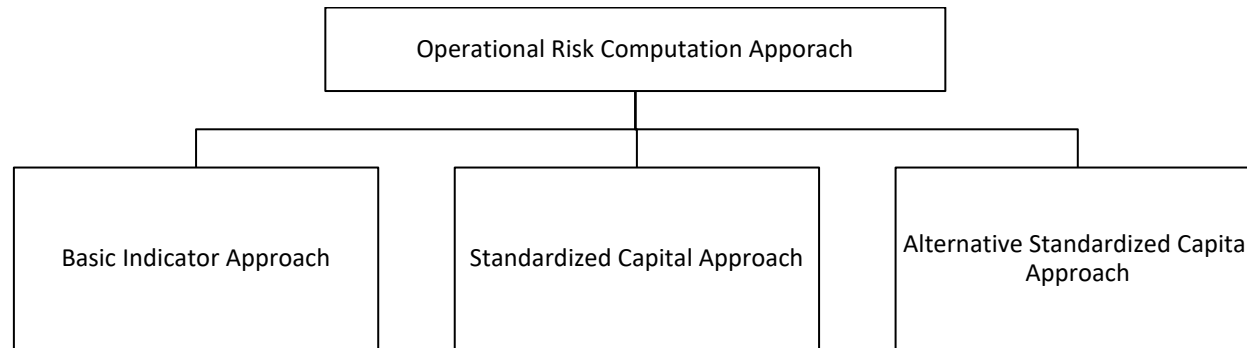 Operational Risk Computation Apporach
Basic Indicator Approach
Standardized Capital Approach
Alternative Standardized Capita
Approach